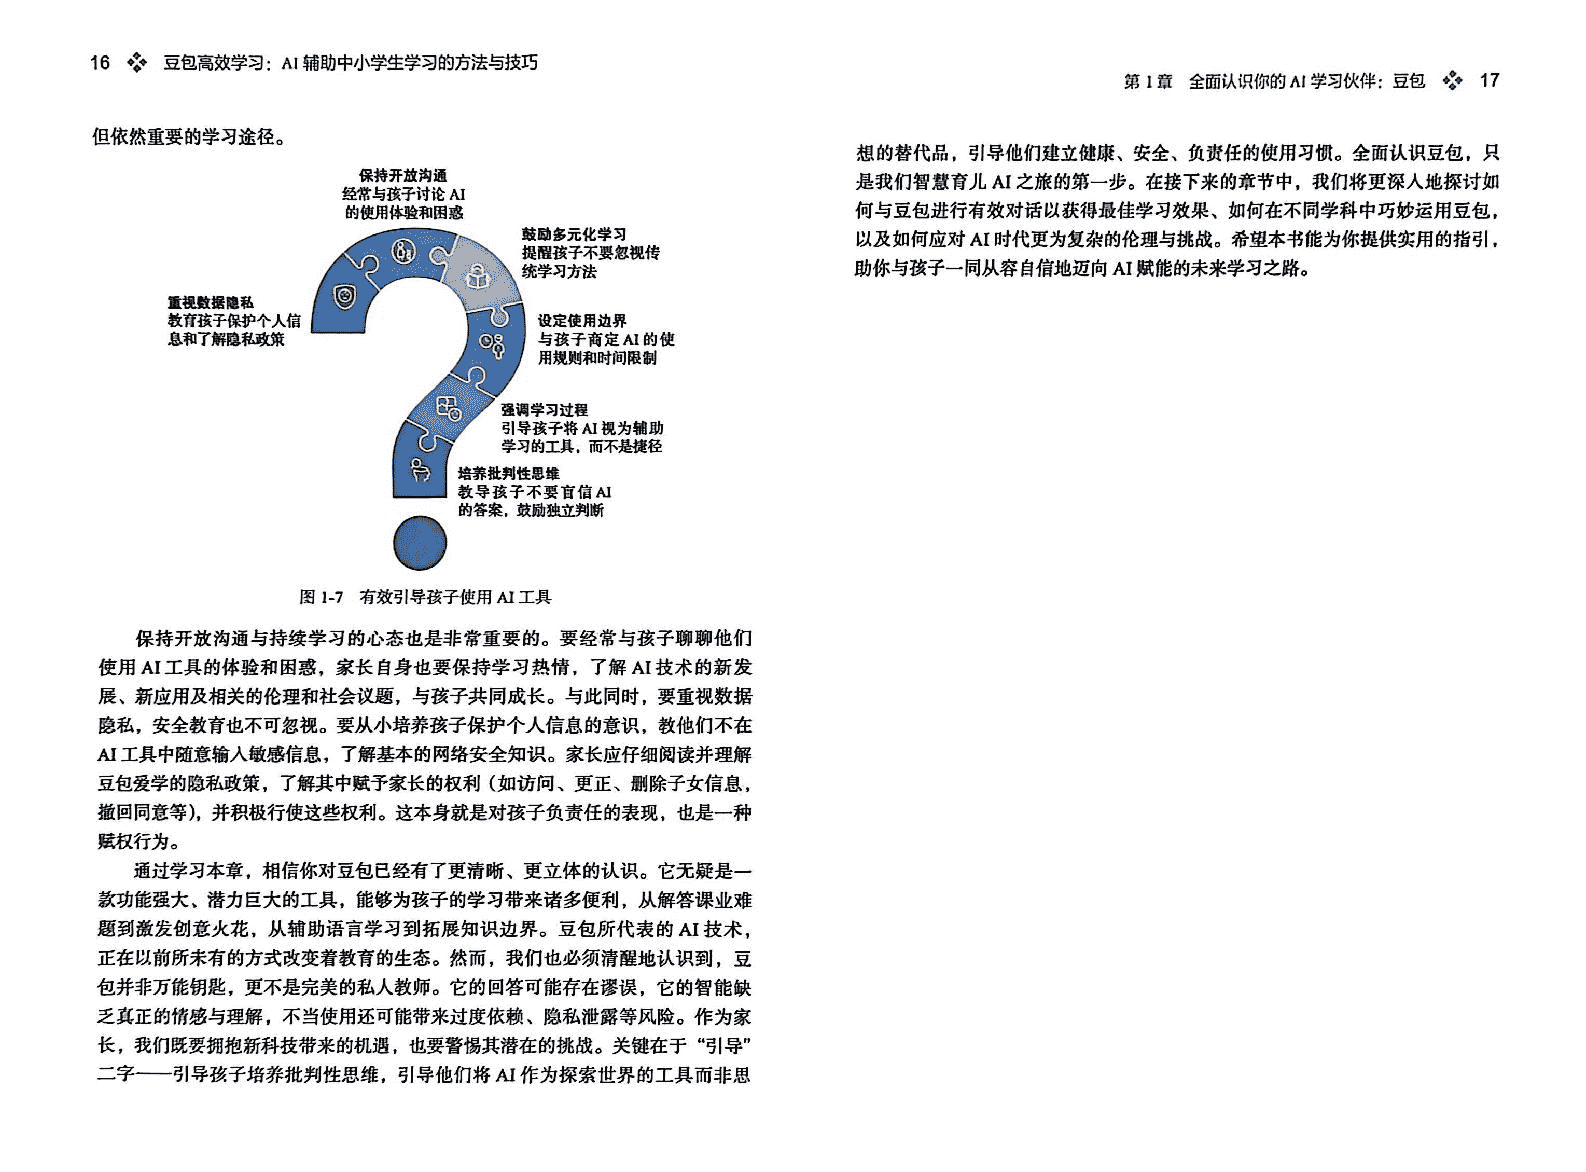 16 豆包高效学习：AI 辅助中小学生学习的方法与技巧
但依然重要的学习途径。
保持开放沟通
经常与孩子讨论 AI
的使用体验和困惑
鼓励多元化学习
提醒孩子不要忽视传
统学习方法
重视数据隐私
教育孩子保护个人信
息和了解隐私政策
设定使用边界
与孩子商定 AI 的使
用规则和时间限制
强调学习过程
引导孩子将 AI 视为辅助
学习的工具，而不是捷径
培养批判性思维
教导孩子不要盲信 AI
的答案，鼓励独立判断
图 1-7 有效引导孩子使用 AI 工具
保持开放沟通与持续学习的心态也是非常重要的。要经常与孩子聊聊他们
使用 AI 工具的体验和困惑，家长自身也要保持学习热情，了解 AI 技术的新发
展、新应用及相关的伦理和社会议题，与孩子共同成长。与此同时，要重视数据
隐私，安全教育也不可忽视。要从小培养孩子保护个人信息的意识，教他们不在
AI 工具中随意输入敏感信息，了解基本的网络安全知识。家长应仔细阅读并理解
豆包爱学的隐私政策，了解其中赋予家长的权利（如访问、更正、删除子女信息，
撤回同意等），并积极行使这些权利。这本身就是对孩子负责任的表现，也是一种
赋权行为。
通过学习本章，相信你对豆包已经有了更清晰、更立体的认识。它无疑是一
款功能强大、潜力巨大的工具，能够为孩子的学习带来诸多便利，从解答课业难
题到激发创意火花，从辅助语言学习到拓展知识边界。豆包所代表的 AI 技术，
正在以前所未有的方式改变着教育的生态。然而，我们也必须清醒地认识到，豆
包并非万能钥匙，更不是完美的私人教师。它的回答可能存在谬误，它的智能缺
乏真正的情感与理解，不当使用还可能带来过度依赖、隐私泄露等风险。作为家
长，我们既要拥抱新科技带来的机遇，也要警惕其潜在的挑战。关键在于“引导”
二字——引导孩子培养批判性思维，引导他们将 AI 作为探索世界的工具而非思
第 1 章 全面认识你的 AI 学习伙伴：豆包 17
想的替代品，引导他们建立健康、安全、负责任的使用习惯。全面认识豆包，只
是我们智慧育儿 AI 之旅的第一步。在接下来的章节中，我们将更深入地探讨如
何与豆包进行有效对话以获得最佳学习效果、如何在不同学科中巧妙运用豆包，
以及如何应对 AI 时代更为复杂的伦理与挑战。希望本书能为你提供实用的指引，
助你与孩子一同从容自信地迈向 AI 赋能的未来学习之路。